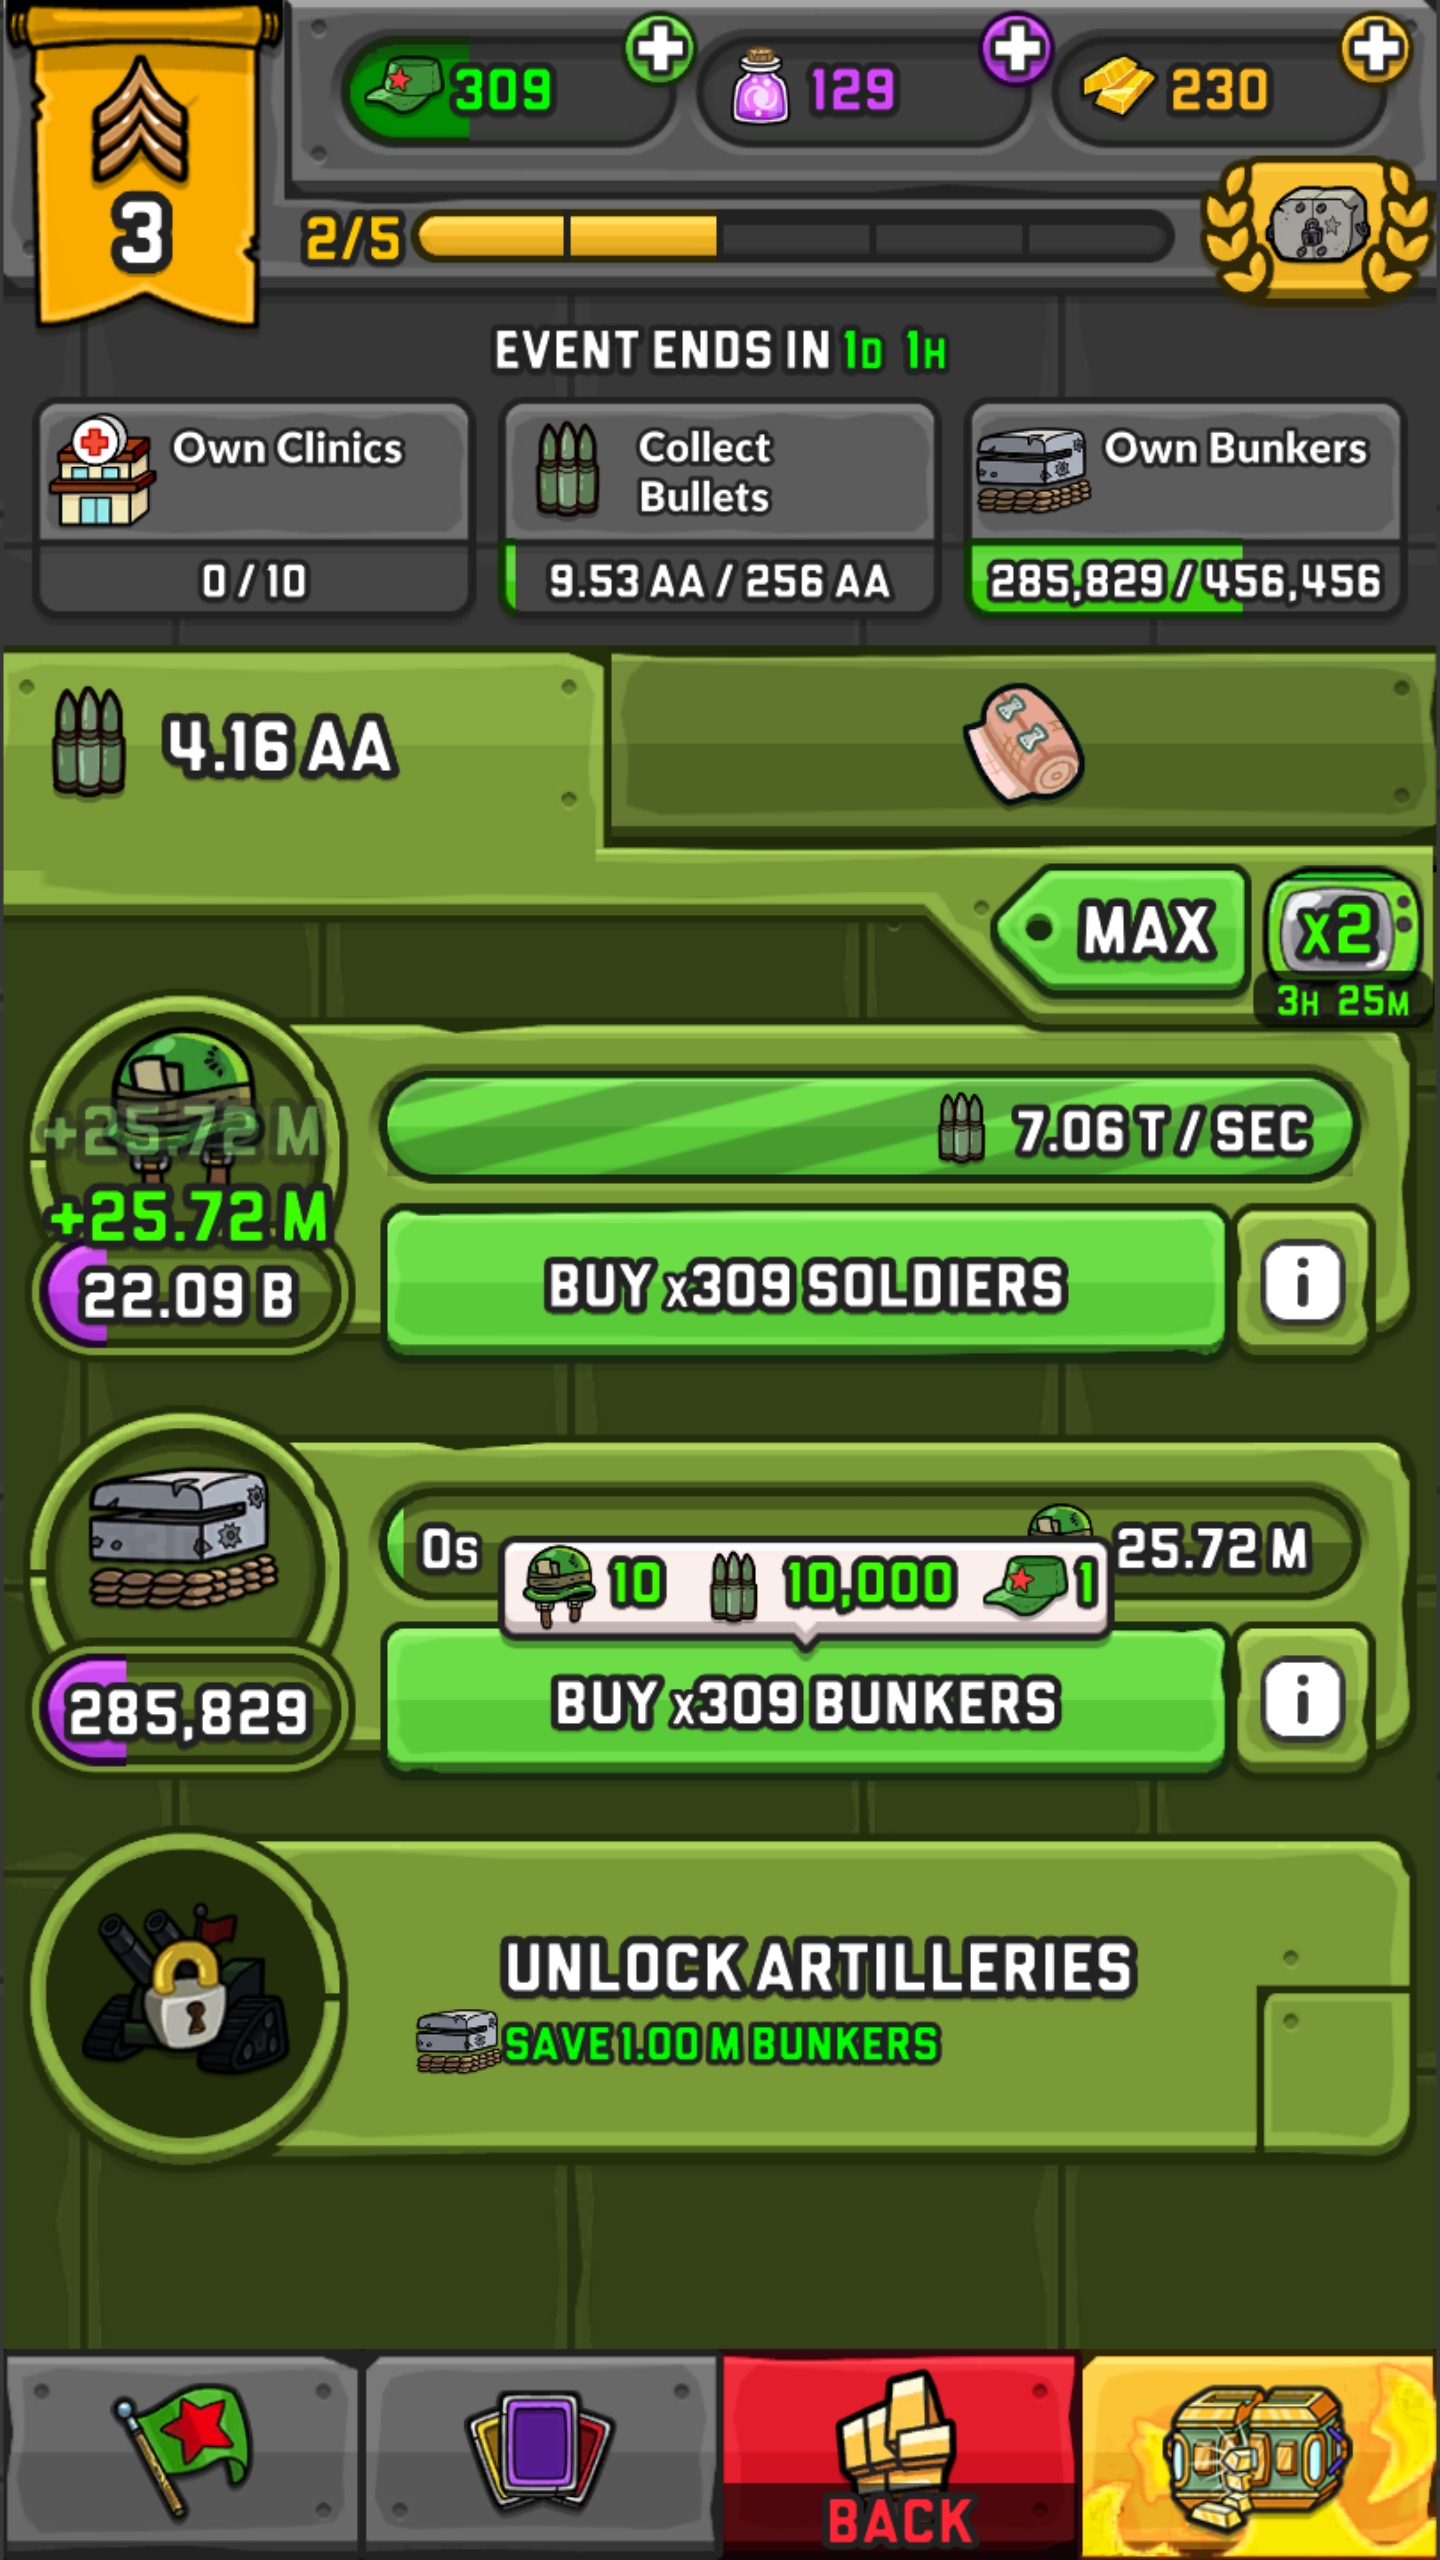 309
129
230
3
2/5
EVENT ENDS IN 1D 1H
Own Clinics
0 / 10
Collect
Bullets
9.53 AA / 256 AA
Own Bunkers
285,829 / 456,456
4.16 AA
MAX
x2
3H 25M
+25.72 M
+25.72 M
22.09 B
7.06 T / SEC
BUY x309 SOLDIERS
i
0s
25.72 M
10
10,000
1
285,829
BUY x309 BUNKERS
i
UNLOCK ARTILLERIES
SAVE 1.00 M BUNKERS
BACK